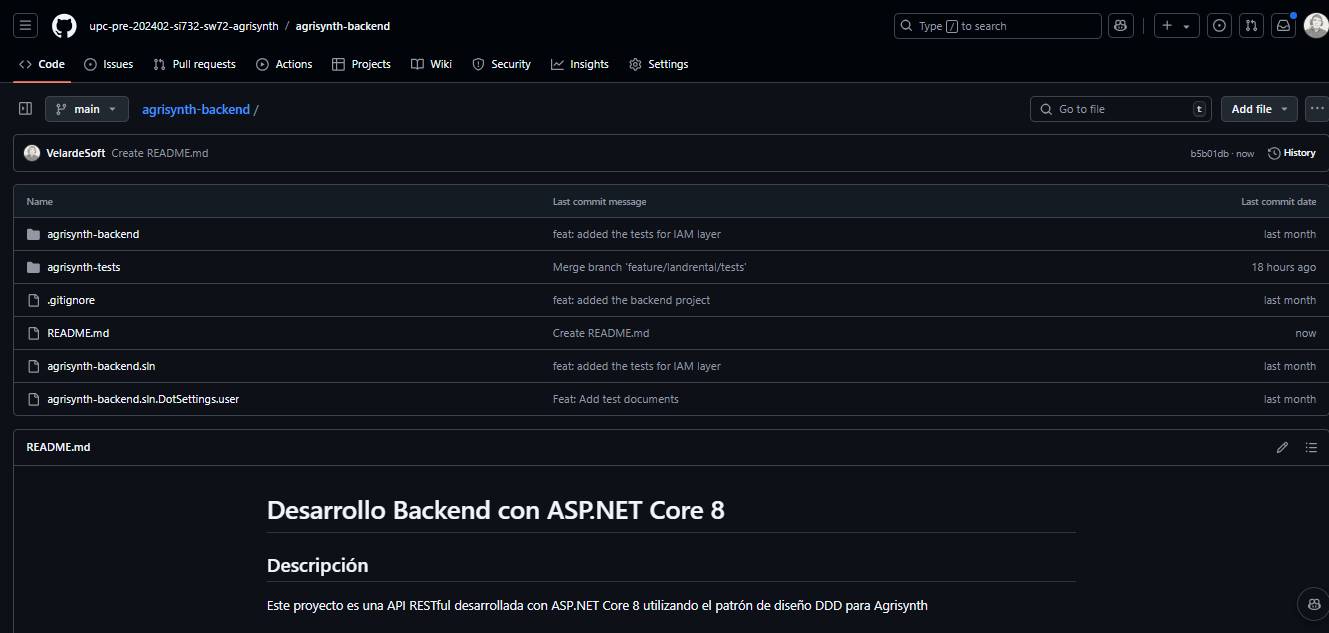 upc-pre-202402-si732-sw72-agrisynth / agrisynth-backend
Type / to search
Code Issues Pull requests Actions Projects Wiki Security Insights Settings
main agrisynth-backend /
Go to file t Add file
VelardeSoft Create README.md b5b01db · now History
Name Last commit message Last commit date
agrisynth-backend feat: added the tests for IAM layer last month
agrisynth-tests Merge branch 'feature/landrental/tests' 18 hours ago
.gitignore feat: added the backend project last month
README.md Create README.md now
agrisynth-backend.sln feat: added the tests for IAM layer last month
agrisynth-backend.sln.DotSettings.user Feat: Add test documents last month
README.md
Desarrollo Backend con ASP.NET Core 8
Descripción
Este proyecto es una API RESTful desarrollada con ASP.NET Core 8 utilizando el patrón de diseño DDD para Agrisynth